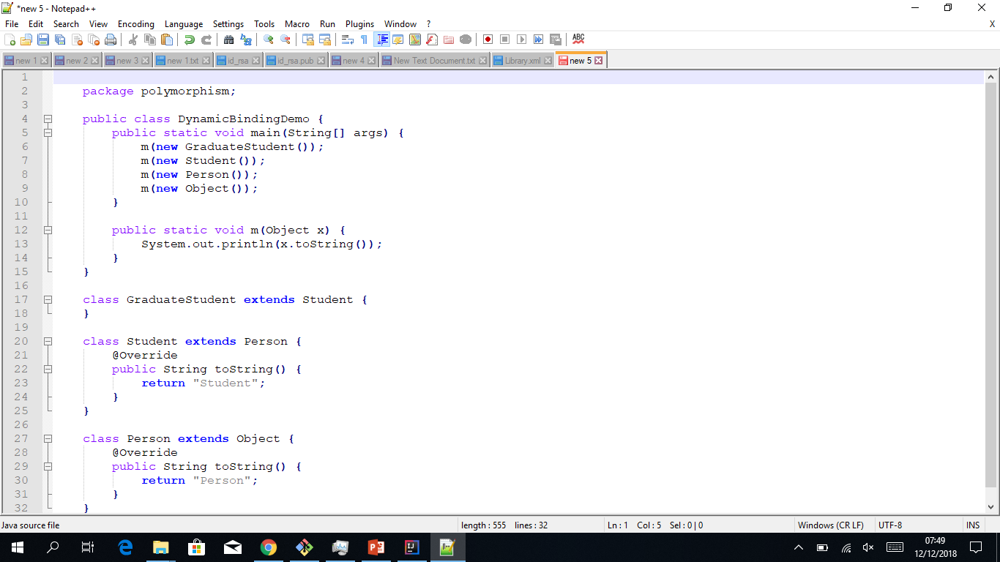 *new 5 - Notepad++
File Edit Search View Encoding Language Settings Tools Macro Run Plugins Window ? X
new 1 new 2 new 3 new 1.txt id_rsa id_rsa.pub new 4 New Text Document.txt Library.xml new 5
1
2 package polymorphism;
3
4 public class DynamicBindingDemo {
5 public static void main(String[] args) {
6 m(new GraduateStudent());
7 m(new Student());
8 m(new Person());
9 m(new Object());
10 }
11
12 public static void m(Object x) {
13 System.out.println(x.toString());
14 }
15 }
16
17 class GraduateStudent extends Student {
18 }
19
20 class Student extends Person {
21 @Override
22 public String toString() {
23 return "Student";
24 }
25 }
26
27 class Person extends Object {
28 @Override
29 public String toString() {
30 return "Person";
31 }
32 }
Java source file length : 555 lines : 32 Ln : 1 Col : 5 Sel : 0 | 0 Windows (CR LF) UTF-8 INS
07:49
12/12/2018